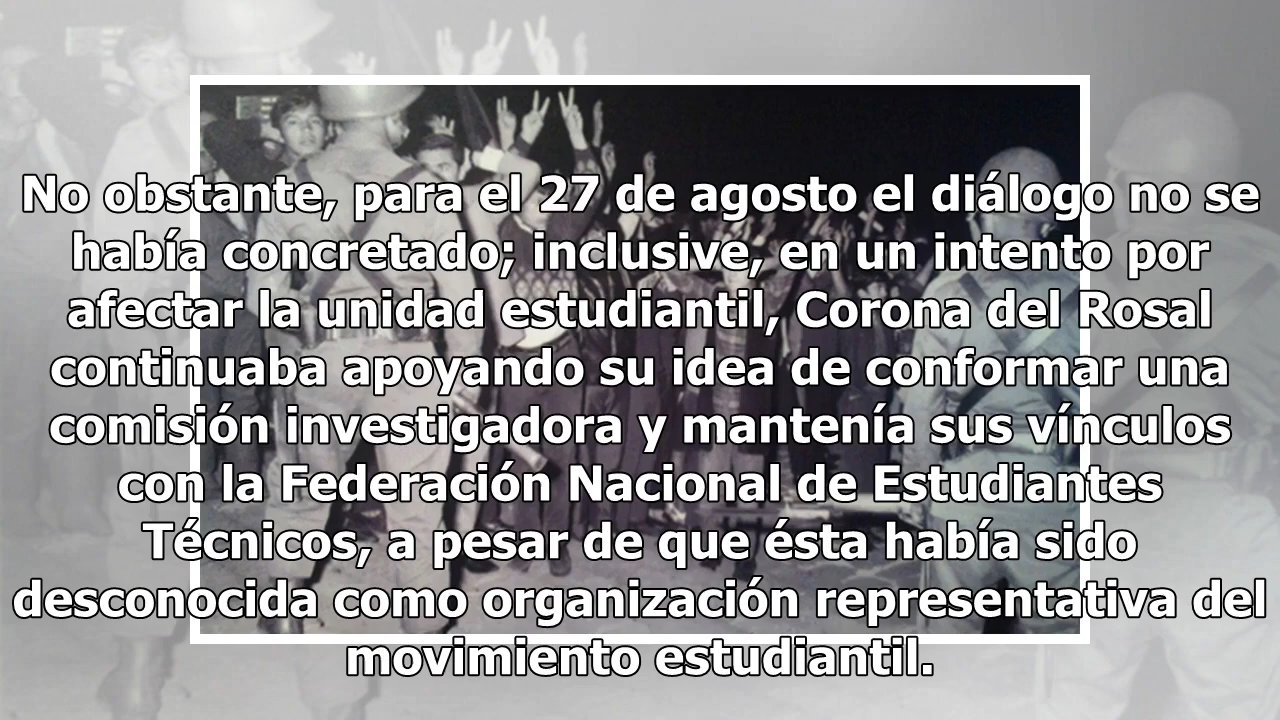 No obstante, para el 27 de agosto el diálogo no se
había concretado; inclusive, en un intento por
afectar la unidad estudiantil, Corona del Rosal
continuaba apoyando su idea de conformar una
comisión investigadora y mantenía sus vínculos
con la Federación Nacional de Estudiantes
Técnicos, a pesar de que ésta había sido
desconocida como organización representativa del
movimiento estudiantil.